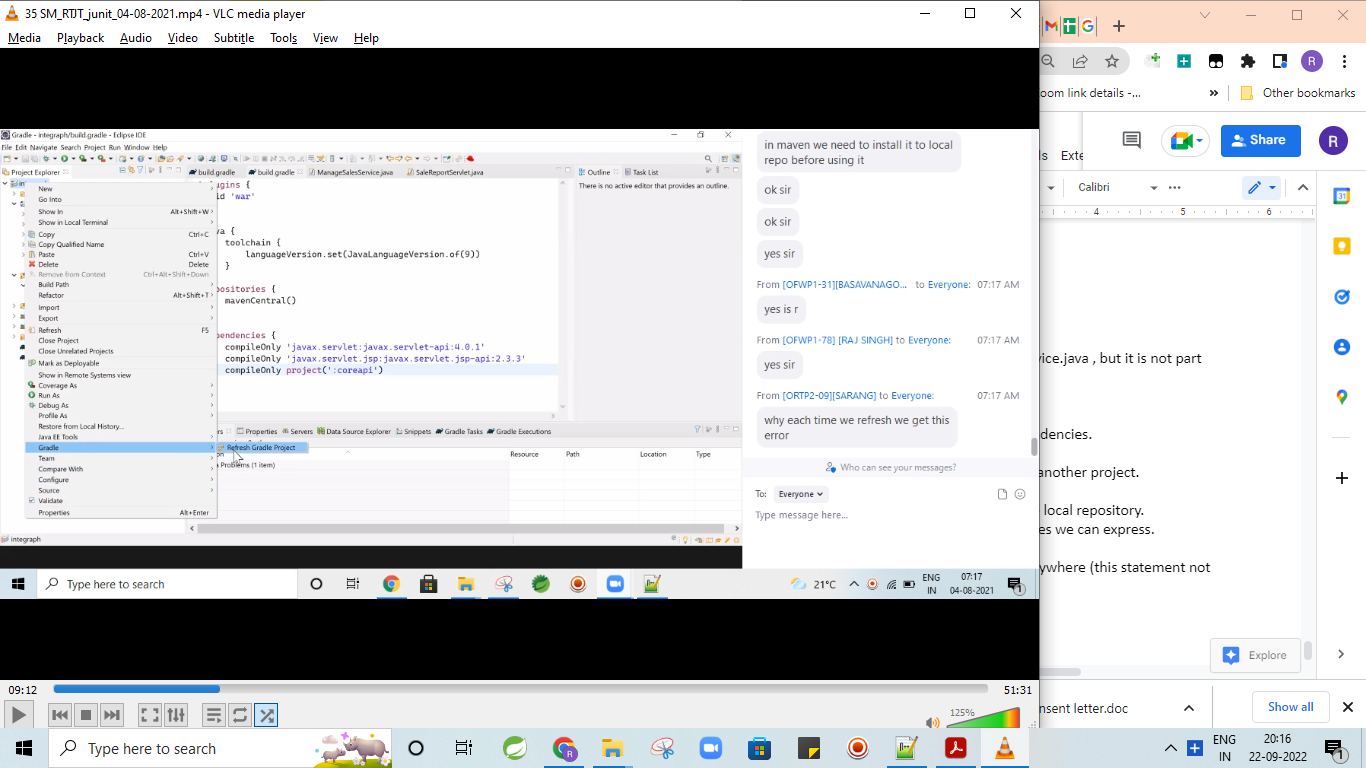 35 SM_RTJT_junit_04-08-2021.mp4 - VLC media player
Media Playback Audio Video Subtitle Tools View Help
Gradle - integraph/build.gradle - Eclipse IDE
File Edit Navigate Search Project Run Window Help
Project Explorer
build.gradle
build.gradle
ManageSalesService.java
SaleReportServlet.java
Outline
Task List
There is no active editor that provides an outline.
New
Go Into
Show In Alt+Shift+W
Show in Local Terminal
Copy Ctrl+C
Copy Qualified Name
Paste Ctrl+V
Delete Delete
Remove from Context Ctrl+Alt+Shift+Down
Build Path
Refactor Alt+Shift+T
Import
Export
Refresh F5
Close Project
Close Unrelated Projects
Mark as Deployable
Show in Remote Systems view
Coverage As
Run As
Debug As
Profile As
Restore from Local History...
Java EE Tools
Gradle
Refresh Gradle Project
Team
Compare With
Configure
Source
Validate
Properties Alt+Enter
plugins {
id 'war'
toolchain {
languageVersion.set(JavaLanguageVersion.of(9))
}
ositories {
mavenCentral()
endencies {
compileOnly 'javax.servlet:javax.servlet-api:4.0.1'
compileOnly 'javax.servlet.jsp:javax.servlet.jsp-api:2.3.3'
compileOnly project(':coreapi')
Properties Servers Data Source Explorer Snippets Gradle Tasks Gradle Executions
Resource Path Location Type
Problems (1 item)
integraph
in maven we need to install it to local
repo before using it
ok sir
ok sir
yes sir
From [OFWP1-31][BASAVANAGO... to Everyone: 07:17 AM
yes is r
From [OFWP1-78] [RAJ SINGH] to Everyone: 07:17 AM
yes sir
From [ORTP2-09][SARANG] to Everyone: 07:17 AM
why each time we refresh we get this
error
Who can see your messages?
To: Everyone
Type message here...
Type here to search
21°C
ENG
IN
07:17
04-08-2021
1
09:12
51:31
125%
oom link details -...
»
Other bookmarks
R
ls Exte
Share
R
Calibri
4 5 6
31
vice.java , but it is not part
dencies.
another project.
local repository.
es we can express.
ywhere (this statement not
Explore
nsent letter.doc
Show all
Type here to search
ENG
IN
20:16
22-09-2022
1